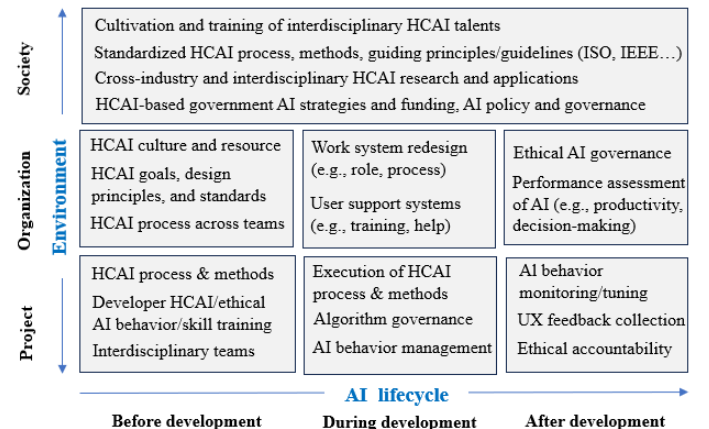 Society
Cultivation and training of interdisciplinary HCAI talents
Standardized HCAI process, methods, guiding principles/guidelines (ISO, IEEE…)
Cross-industry and interdisciplinary HCAI research and applications
HCAI-based government AI strategies and funding, AI policy and governance
Environment
Organization
HCAI culture and resource
HCAI goals, design
principles, and standards
HCAI process across teams
Work system redesign
(e.g., role, process)
User support systems
(e.g., training, help)
Ethical AI governance
Performance assessment
of AI (e.g., productivity,
decision-making)
Project
HCAI process & methods
Developer HCAI/ethical
AI behavior/skill training
Interdisciplinary teams
Execution of HCAI
process & methods
Algorithm governance
AI behavior management
AI behavior
monitoring/tuning
UX feedback collection
Ethical accountability
AI lifecycle
Before development
During development
After development